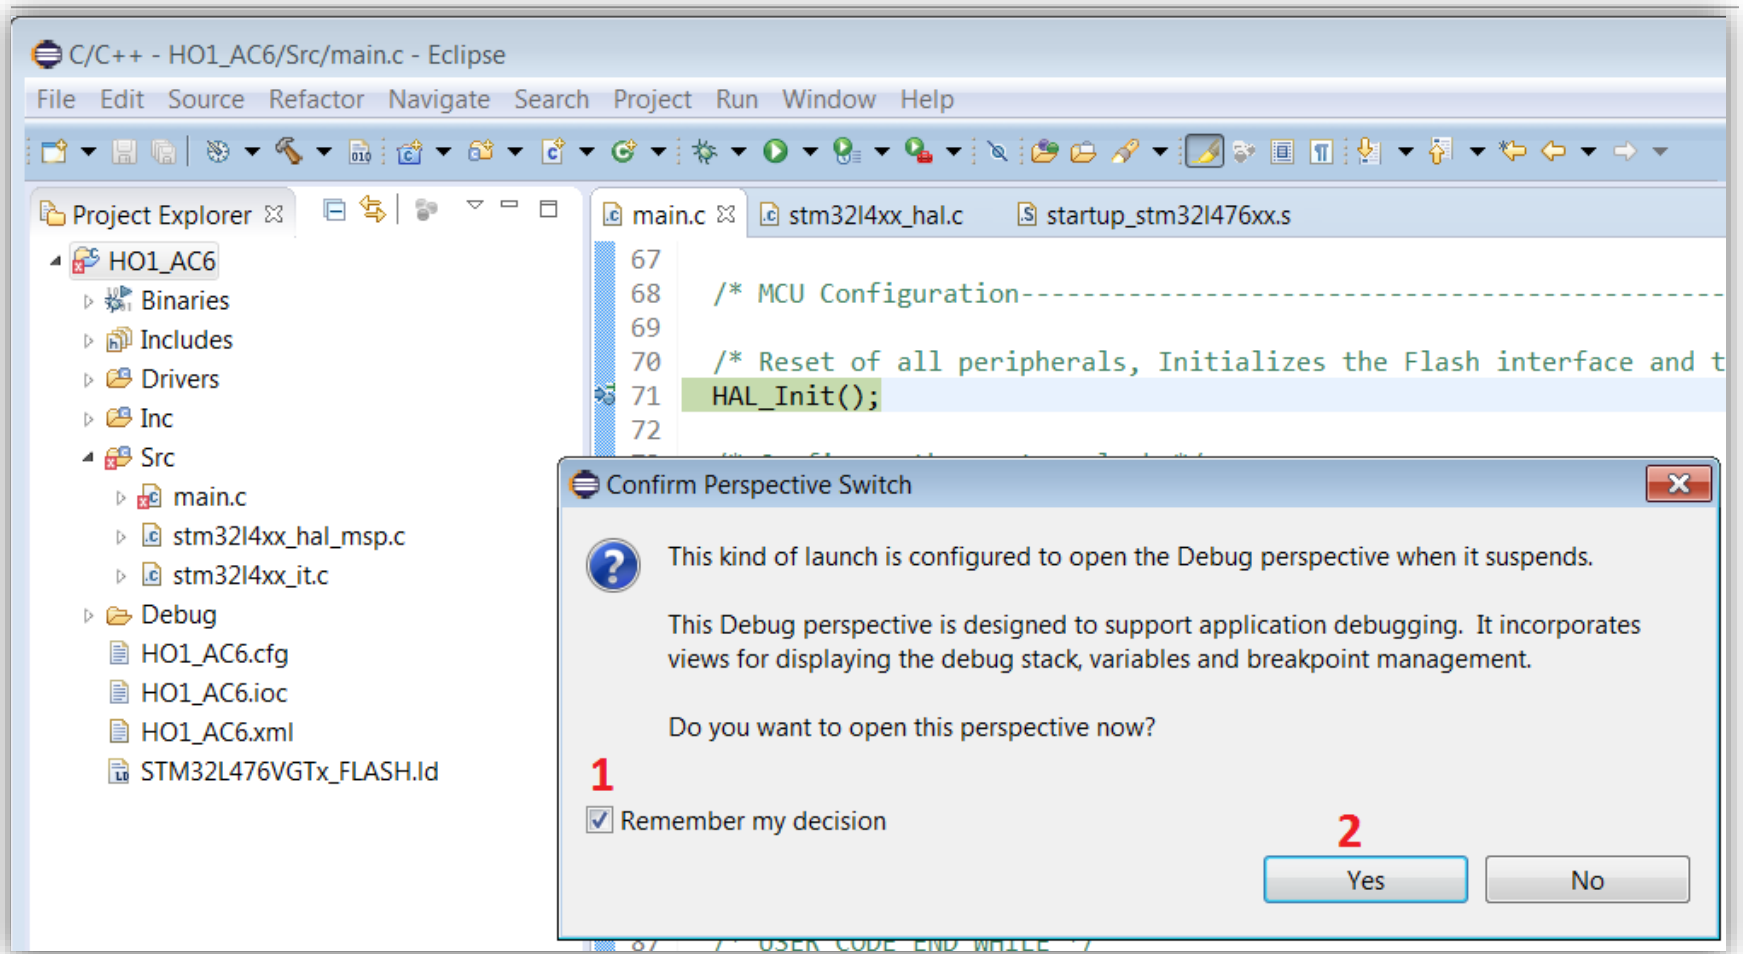 C/C++ - HO1_AC6/Src/main.c - Eclipse
File Edit Source Refactor Navigate Search Project Run Window Help
Project Explorer
main.c
stm32l4xx_hal.c
startup_stm32l476xx.s
HO1_AC6
Binaries
Includes
Drivers
Inc
Src
main.c
stm32l4xx_hal_msp.c
stm32l4xx_it.c
Debug
HO1_AC6.cfg
HO1_AC6.ioc
HO1_AC6.xml
STM32L476VGTx_FLASH.ld
67
68 /* MCU Configuration----------------------------------------------
69
70 /* Reset of all peripherals, Initializes the Flash interface and t
71 HAL_Init();
72
Confirm Perspective Switch
This kind of launch is configured to open the Debug perspective when it suspends.
This Debug perspective is designed to support application debugging. It incorporates
views for displaying the debug stack, variables and breakpoint management.
Do you want to open this perspective now?
1
Remember my decision
2
Yes
No
87 /* USER CODE END WHILE */